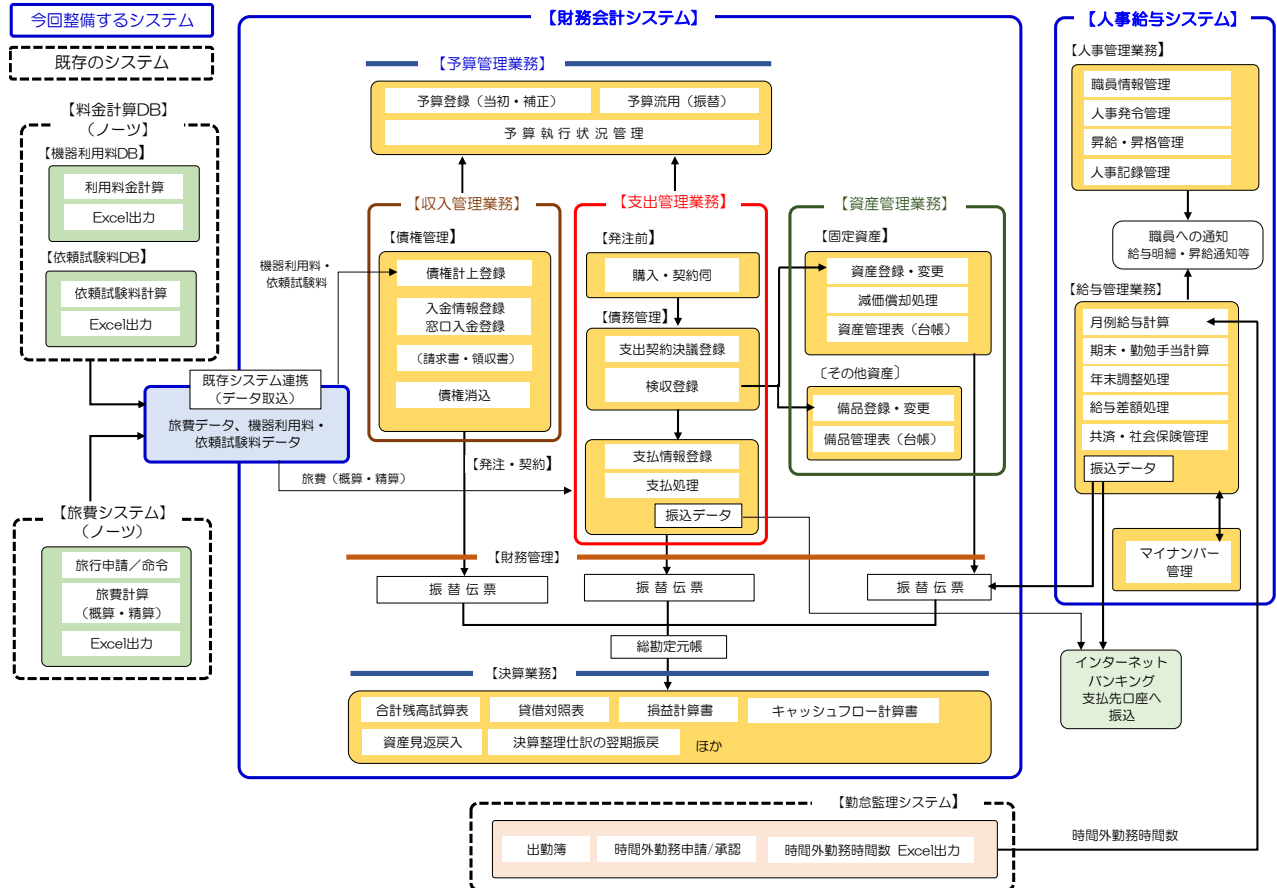 今回整備するシステム
既存のシステム
【料金計算DB】
(ノーツ)
【機器利用料DB】
利用料金計算
Excel出力
【依頼試験料DB】
依頼試験料計算
Excel出力
既存システム連携
(データ取込)
旅費データ、機器利用料・
依頼試験料データ
【旅費システム】
(ノーツ)
旅行申請/命令
旅費計算
(概算・精算)
Excel出力
【財務会計システム】
【予算管理業務】
予算登録(当初・補正)
予算流用(振替)
予算執行状況管理
機器利用料・
依頼試験料
【収入管理業務】
【債権管理】
債権計上登録
入金情報登録
窓口入金登録
(請求書・領収書)
債権消込
【発注・契約】
旅費(概算・精算)
【支出管理業務】
【発注前】
購入・契約伺
【債務管理】
支出契約決議登録
検収登録
支払情報登録
支払処理
振込データ
【資産管理業務】
【固定資産】
資産登録・変更
減価償却処理
資産管理表(台帳)
〔その他資産〕
備品登録・変更
備品管理表(台帳)
【財務管理】
振替伝票
振替伝票
振替伝票
総勘定元帳
【決算業務】
合計残高試算表
貸借対照表
損益計算書
キャッシュフロー計算書
資産見返戻入
決算整理仕訳の翌期振戻
ほか
【人事給与システム】
【人事管理業務】
職員情報管理
人事発令管理
昇給・昇格管理
人事記録管理
職員への通知
給与明細・昇給通知等
【給与管理業務】
月例給与計算
期末・勤勉手当計算
年末調整処理
給与差額処理
共済・社会保険管理
振込データ
マイナンバー
管理
インターネット
バンキング
支払先口座へ
振込
【勤怠監理システム】
出勤簿
時間外勤務申請/承認
時間外勤務時間数 Excel出力
時間外勤務時間数